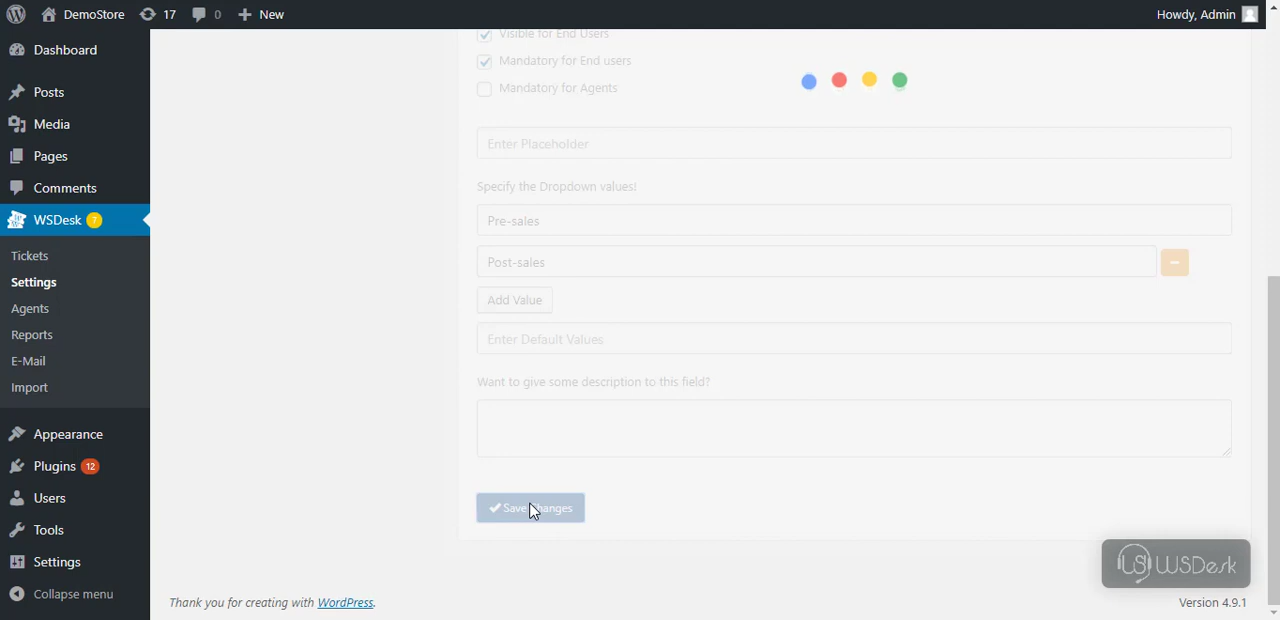 DemoStore 17 0 New Howdy, Admin
Dashboard
Posts
Media
Pages
Comments
WSDesk 7
Tickets
Settings
Agents
Reports
E-Mail
Import
Appearance
Plugins 12
Users
Tools
Settings
Collapse menu
Visible for End Users
Mandatory for End users
Mandatory for Agents
Enter Placeholder
Specify the Dropdown values!
Pre-sales
Post-sales
Add Value
Enter Default Values
Want to give some description to this field?
Save Changes
WSDesk
Thank you for creating with WordPress.
Version 4.9.1